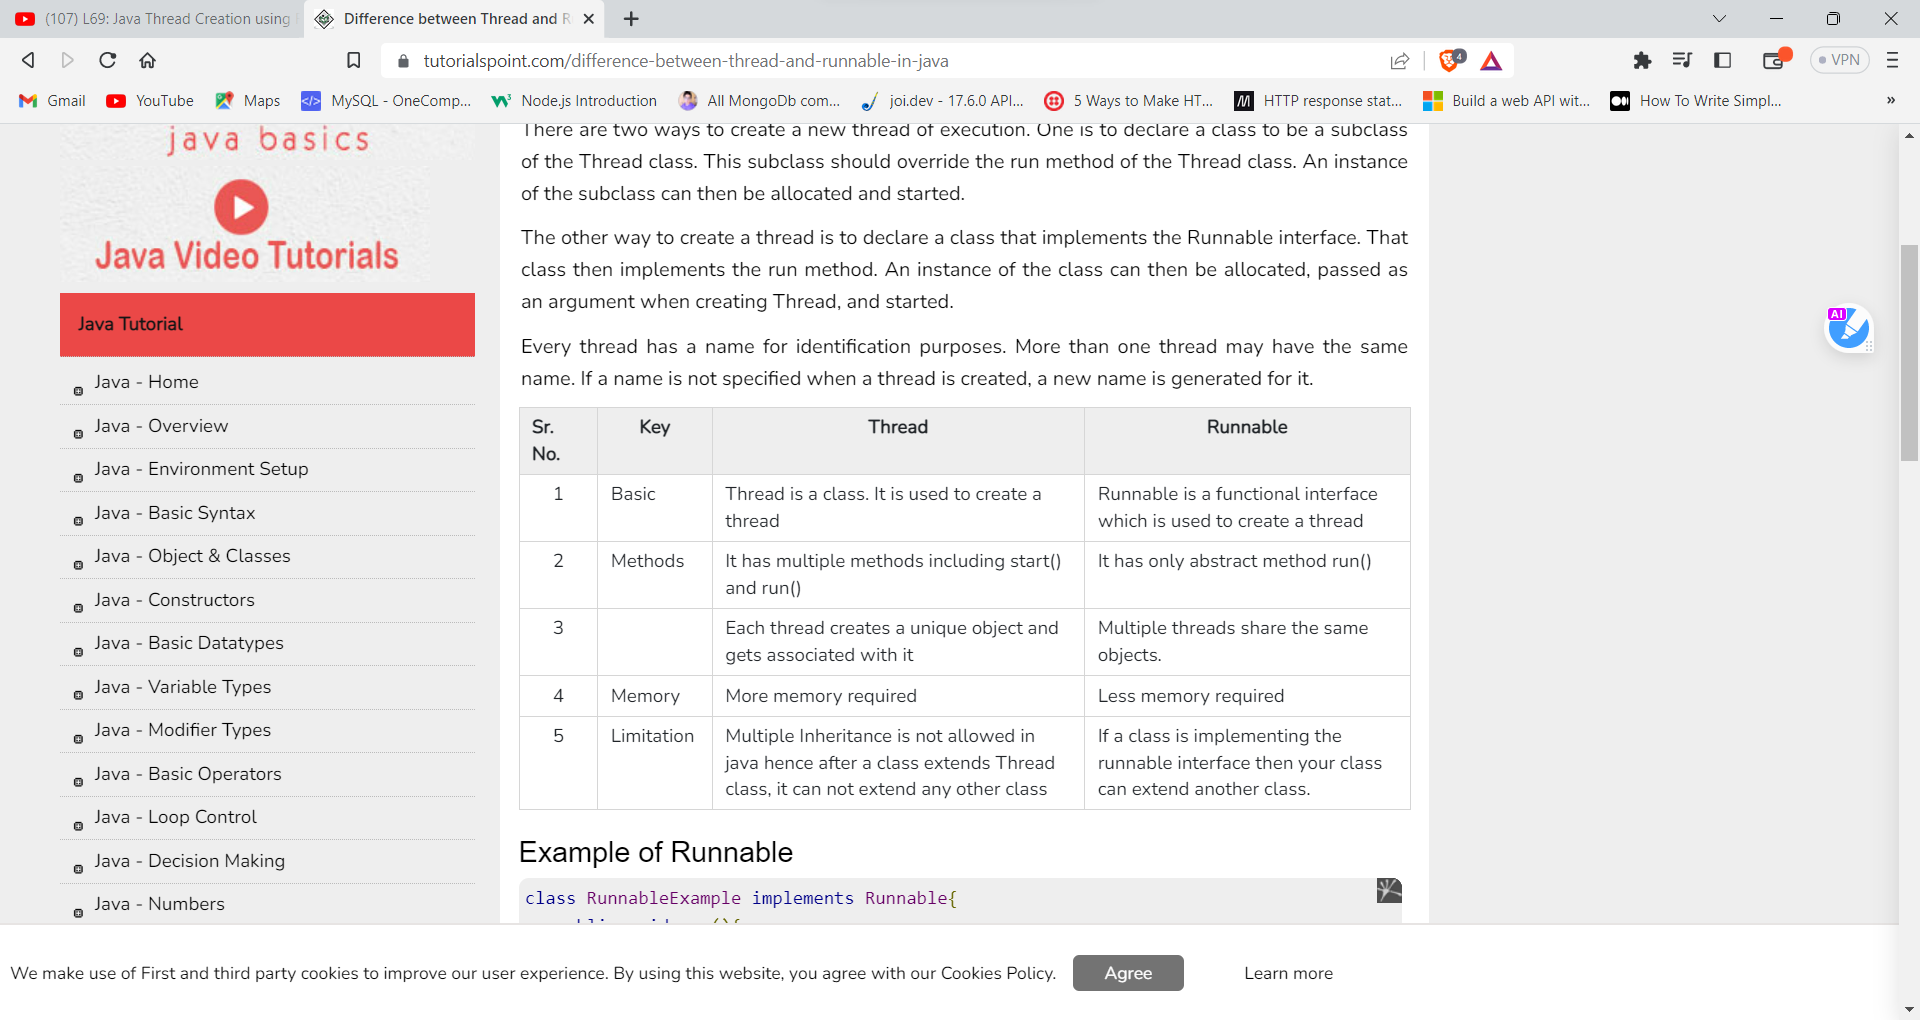 (107) L69: Java Thread Creation using
Difference between Thread and R
tutorialspoint.com/difference-between-thread-and-runnable-in-java
4
VPN
Gmail
YouTube
Maps
MySQL - OneComp...
Node.js Introduction
All MongoDb com...
joi.dev - 17.6.0 API...
5 Ways to Make HT...
HTTP response stat...
Build a web API wit...
How To Write Simpl...
»
java basics
Java Video Tutorials
Java Tutorial
Java - Home
Java - Overview
Java - Environment Setup
Java - Basic Syntax
Java - Object & Classes
Java - Constructors
Java - Basic Datatypes
Java - Variable Types
Java - Modifier Types
Java - Basic Operators
Java - Loop Control
Java - Decision Making
Java - Numbers
There are two ways to create a new thread of execution. One is to declare a class to be a subclass
of the Thread class. This subclass should override the run method of the Thread class. An instance
of the subclass can then be allocated and started.
The other way to create a thread is to declare a class that implements the Runnable interface. That
class then implements the run method. An instance of the class can then be allocated, passed as
an argument when creating Thread, and started.
Every thread has a name for identification purposes. More than one thread may have the same
name. If a name is not specified when a thread is created, a new name is generated for it.
Sr.
No.
Key
Thread
Runnable
1
Basic
Thread is a class. It is used to create a
thread
Runnable is a functional interface
which is used to create a thread
2
Methods
It has multiple methods including start()
and run()
It has only abstract method run()
3
Each thread creates a unique object and
gets associated with it
Multiple threads share the same
objects.
4
Memory
More memory required
Less memory required
5
Limitation
Multiple Inheritance is not allowed in
java hence after a class extends Thread
class, it can not extend any other class
If a class is implementing the
runnable interface then your class
can extend another class.
Example of Runnable
class RunnableExample implements Runnable{
AI
We make use of First and third party cookies to improve our user experience. By using this website, you agree with our Cookies Policy.
Agree
Learn more